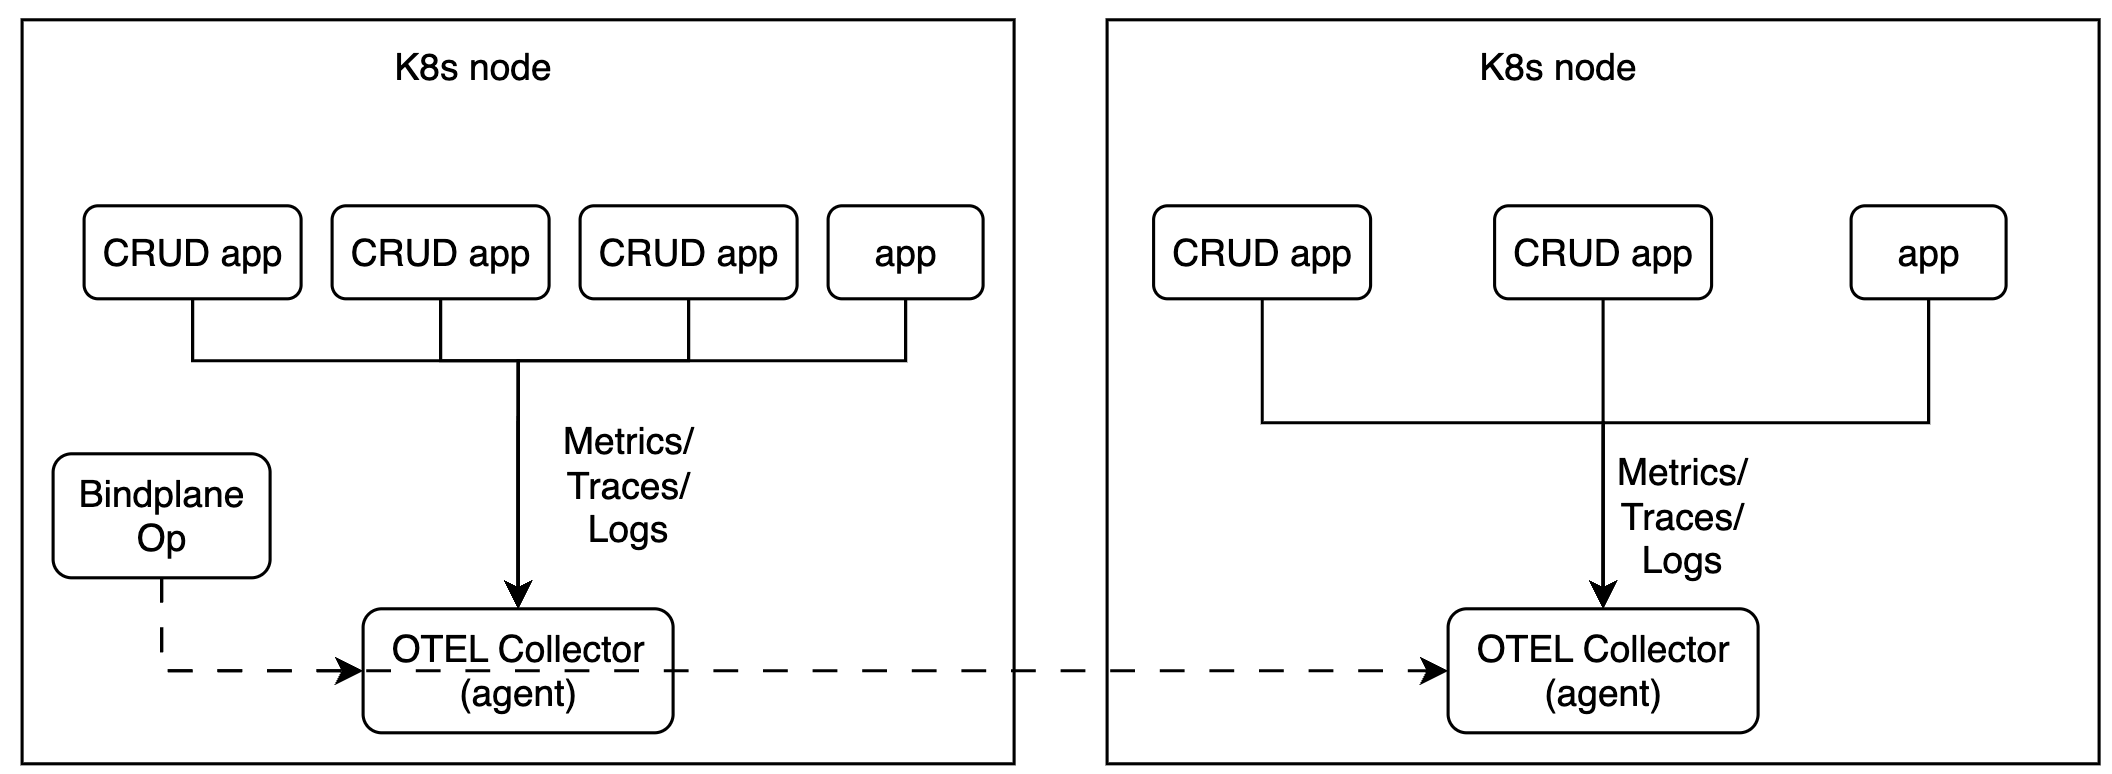 K8s node
CRUD app
CRUD app
CRUD app
app
Metrics/
Traces/
Logs
Bindplane
Op
OTEL Collector
(agent)
K8s node
CRUD app
CRUD app
app
Metrics/
Traces/
Logs
OTEL Collector
(agent)